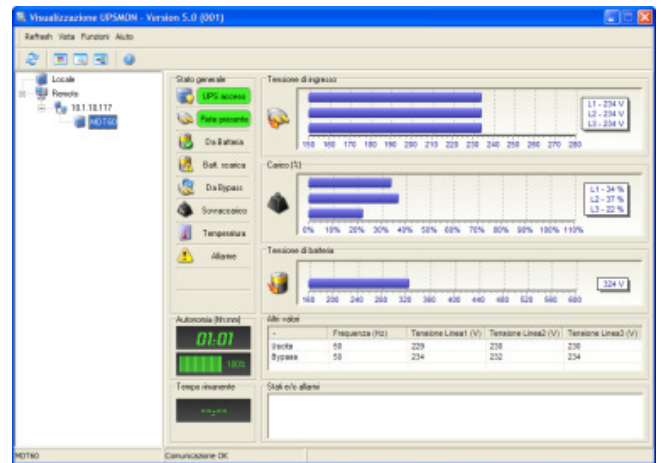 Visualizzazione UPSMON - Version 5.0 (001)
Refresh Vista Funzioni Aiuto
Locale
Remote
10.1.10.117
MDT60
Stato generale
UPS acceso
Rete presente
Da Batteria
Batt. scarica
Da Bypass
Sovraccarico
Temperatura
Allarme
Tensione di ingresso
L1 - 234 V
L2 - 234 V
L3 - 234 V
150 160 170 180 190 200 210 220 230 240 250 260 270 280
Carico (%)
L1 - 34 %
L2 - 37 %
L3 - 22 %
0% 10% 20% 30% 40% 50% 60% 70% 80% 90% 100% 110%
Tensione di batteria
324 V
160 200 240 280 320 360 400 440 480 520 560 600
Autonomia (hh:mm)
01:01
100%
Tempo rimanente
--:--
Altri valori
- Frequenza (Hz) Tensione Linea1 (V) Tensione Linea2 (V) Tensione Linea3 (V)
Uscita 50 229 230 230
Bypass 50 234 232 234
Stati e/o allarmi
MDT60 Comunicazione OK